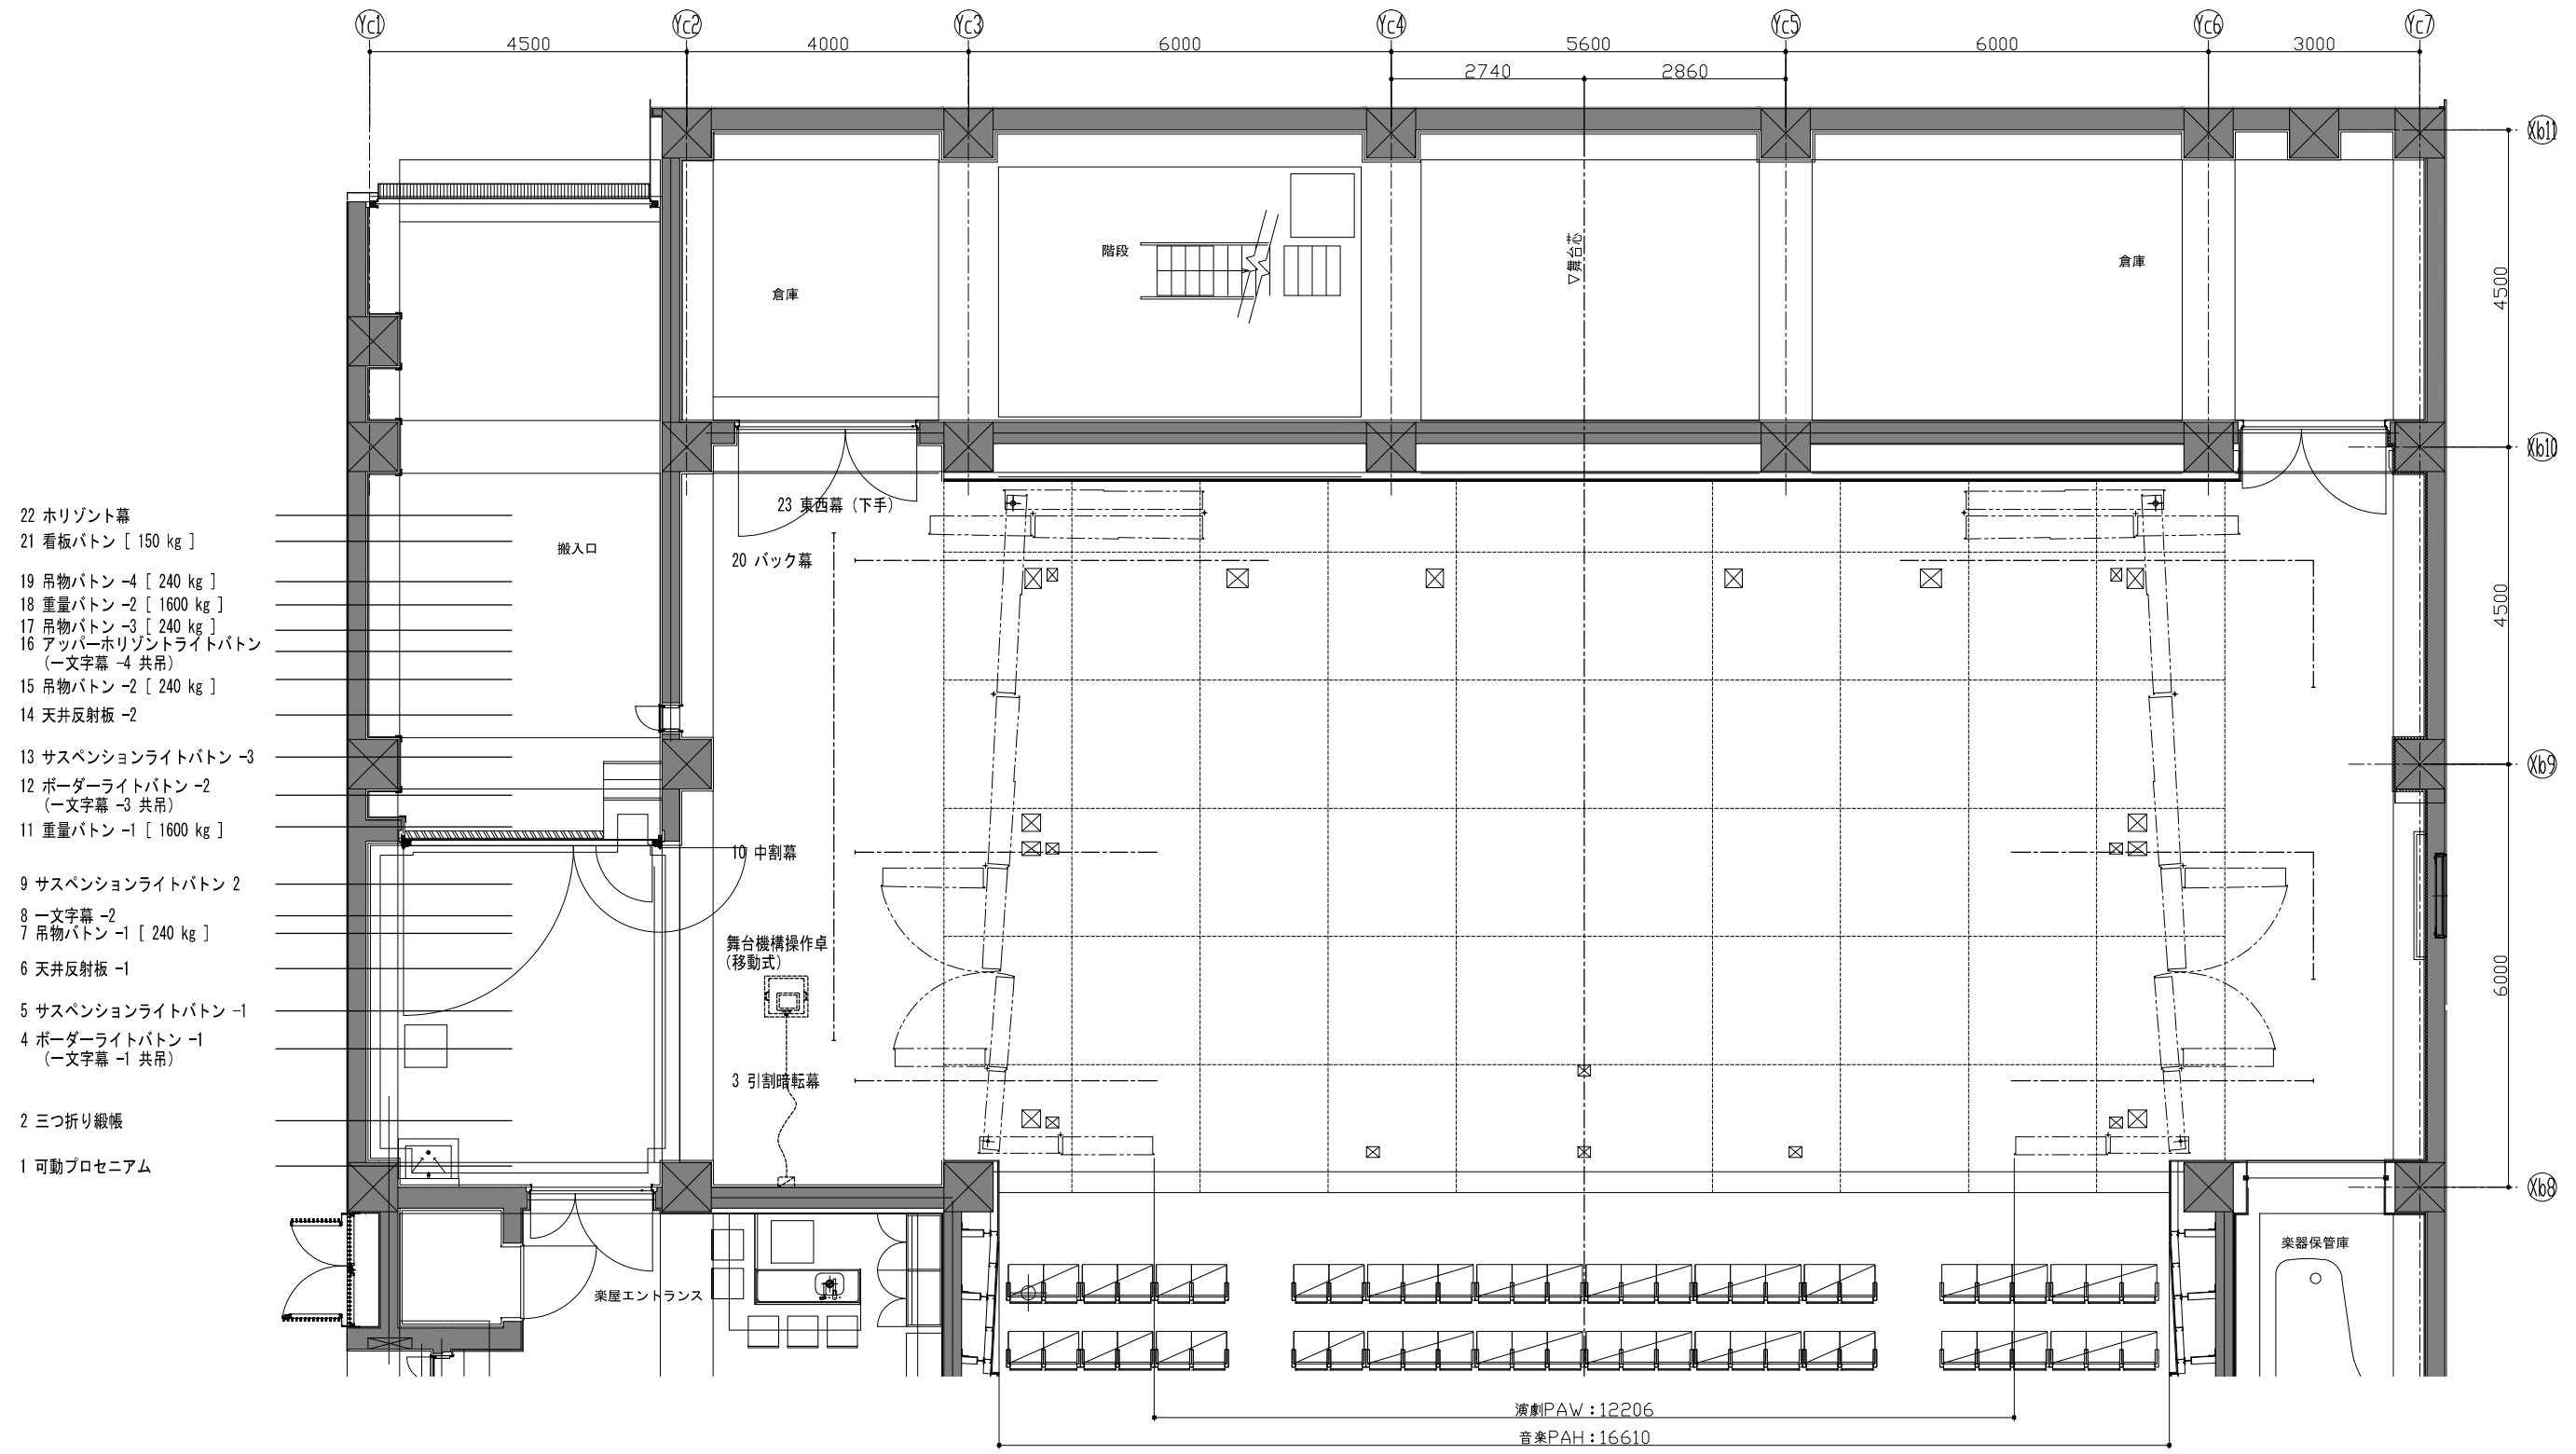 Yc1 Yc2 Yc3 Yc4 Yc5 Yc6 Yc7
4500 4000 6000 5600 6000 3000
2740 2860
Xb11
階段
▽舞台芯
倉庫
倉庫
4500
Xb10
22 ホリゾント幕
21 看板バトン [ 150 kg ]
19 吊物バトン -4 [ 240 kg ]
18 重量バトン -2 [ 1600 kg ]
17 吊物バトン -3 [ 240 kg ]
16 アッパーホリゾントライトバトン
(一文字幕 -4 共吊)
15 吊物バトン -2 [ 240 kg ]
14 天井反射板 -2
13 サスペンションライトバトン -3
12 ボーダーライトバトン -2
(一文字幕 -3 共吊)
11 重量バトン -1 [ 1600 kg ]
9 サスペンションライトバトン 2
8 一文字幕 -2
7 吊物バトン -1 [ 240 kg ]
6 天井反射板 -1
5 サスペンションライトバトン -1
4 ボーダーライトバトン -1
(一文字幕 -1 共吊)
2 三つ折り緞帳
1 可動プロセニアム
搬入口
23 東西幕 (下手)
20 バック幕
10 中割幕
舞台機構操作卓
(移動式)
3 引割暗転幕
4500
Xb9
6000
Xb8
楽屋エントランス
楽器保管庫
演劇PAW:12206
音楽PAH:16610